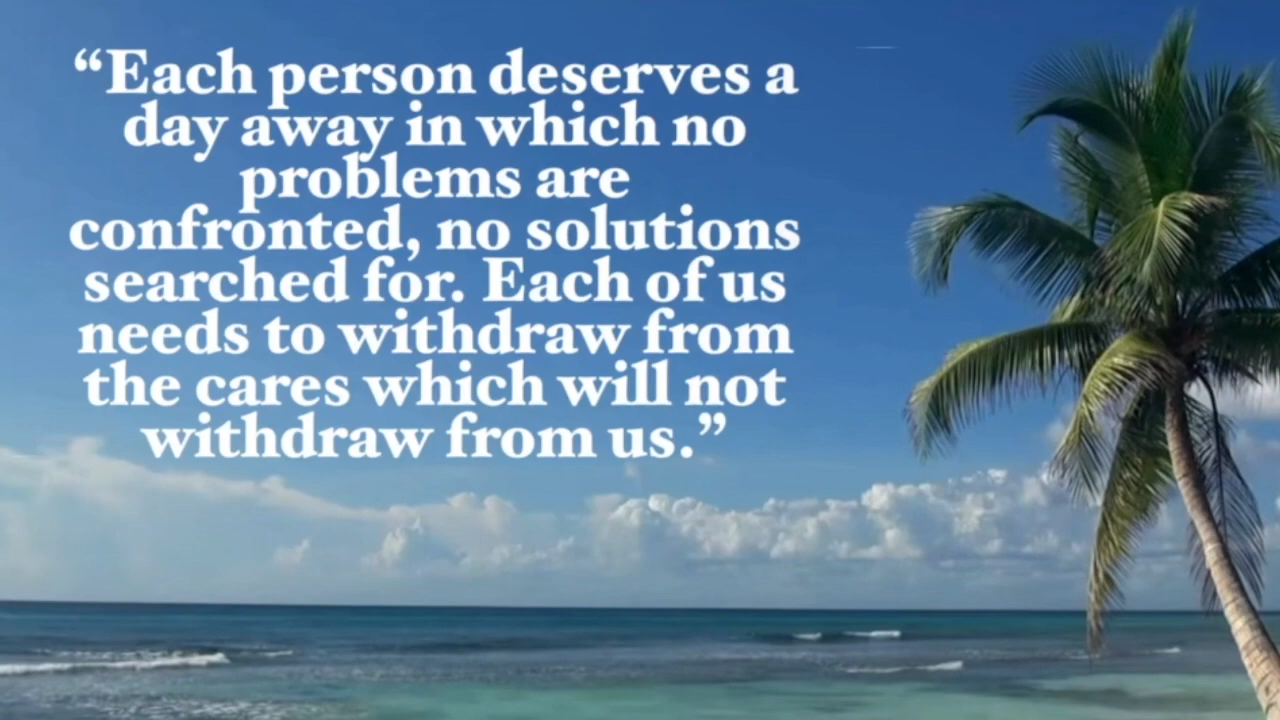 “Each person deserves a
day away in which no
problems are
confronted, no solutions
searched for. Each of us
needs to withdraw from
the cares which will not
withdraw from us.”